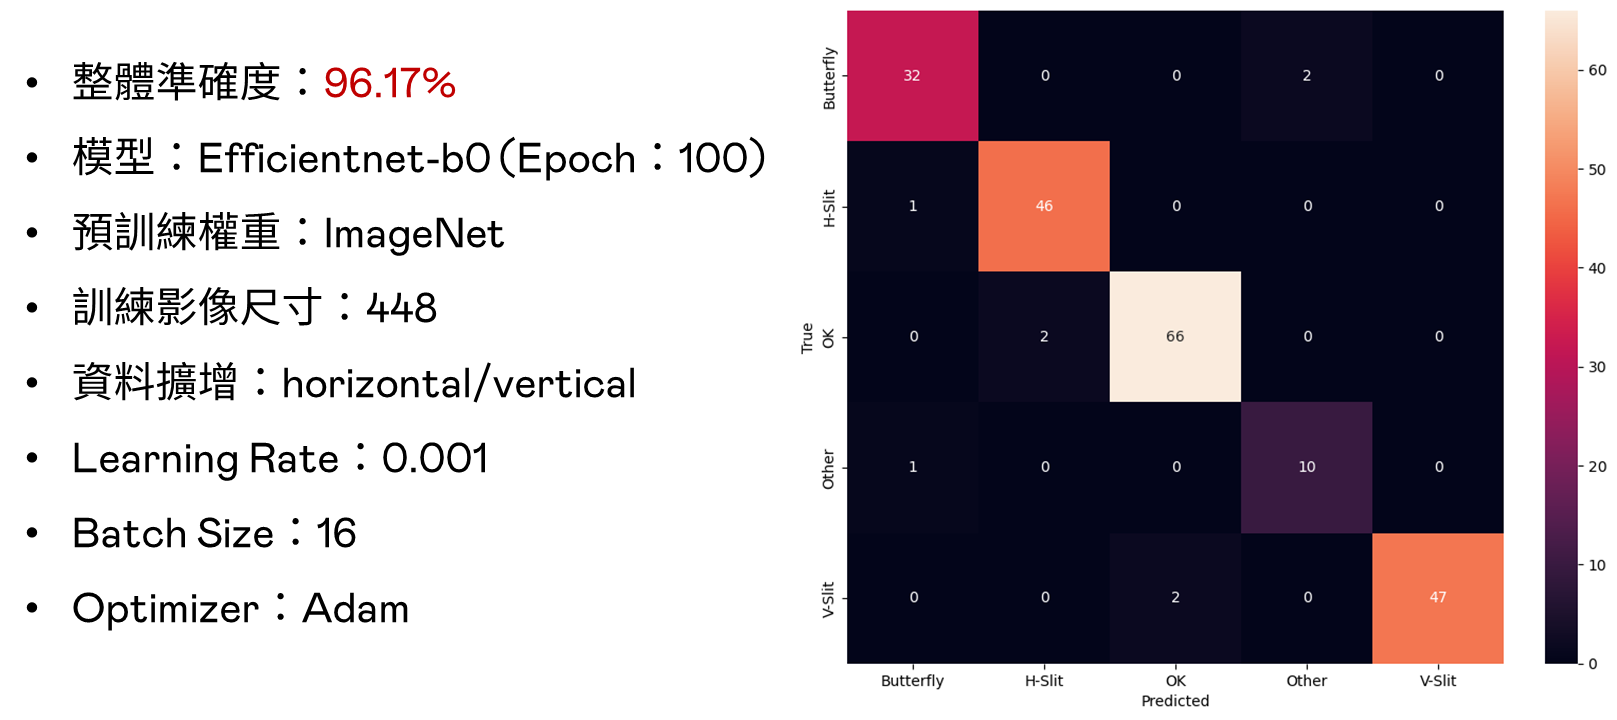 • 整體準確度：96.17%
• 模型：Efficientnet-b0（Epoch：100）
• 預訓練權重：ImageNet
• 訓練影像尺寸：448
• 資料擴增：horizontal/vertical
• Learning Rate：0.001
• Batch Size：16
• Optimizer：Adam
True
Butterfly 32 0 0 2 0
H-Slit 1 46 0 0 0
OK 0 2 66 0 0
Other 1 0 0 10 0
V-Slit 0 0 2 0 47
Butterfly H-Slit OK Other V-Slit
Predicted
60
50
40
30
20
10
0